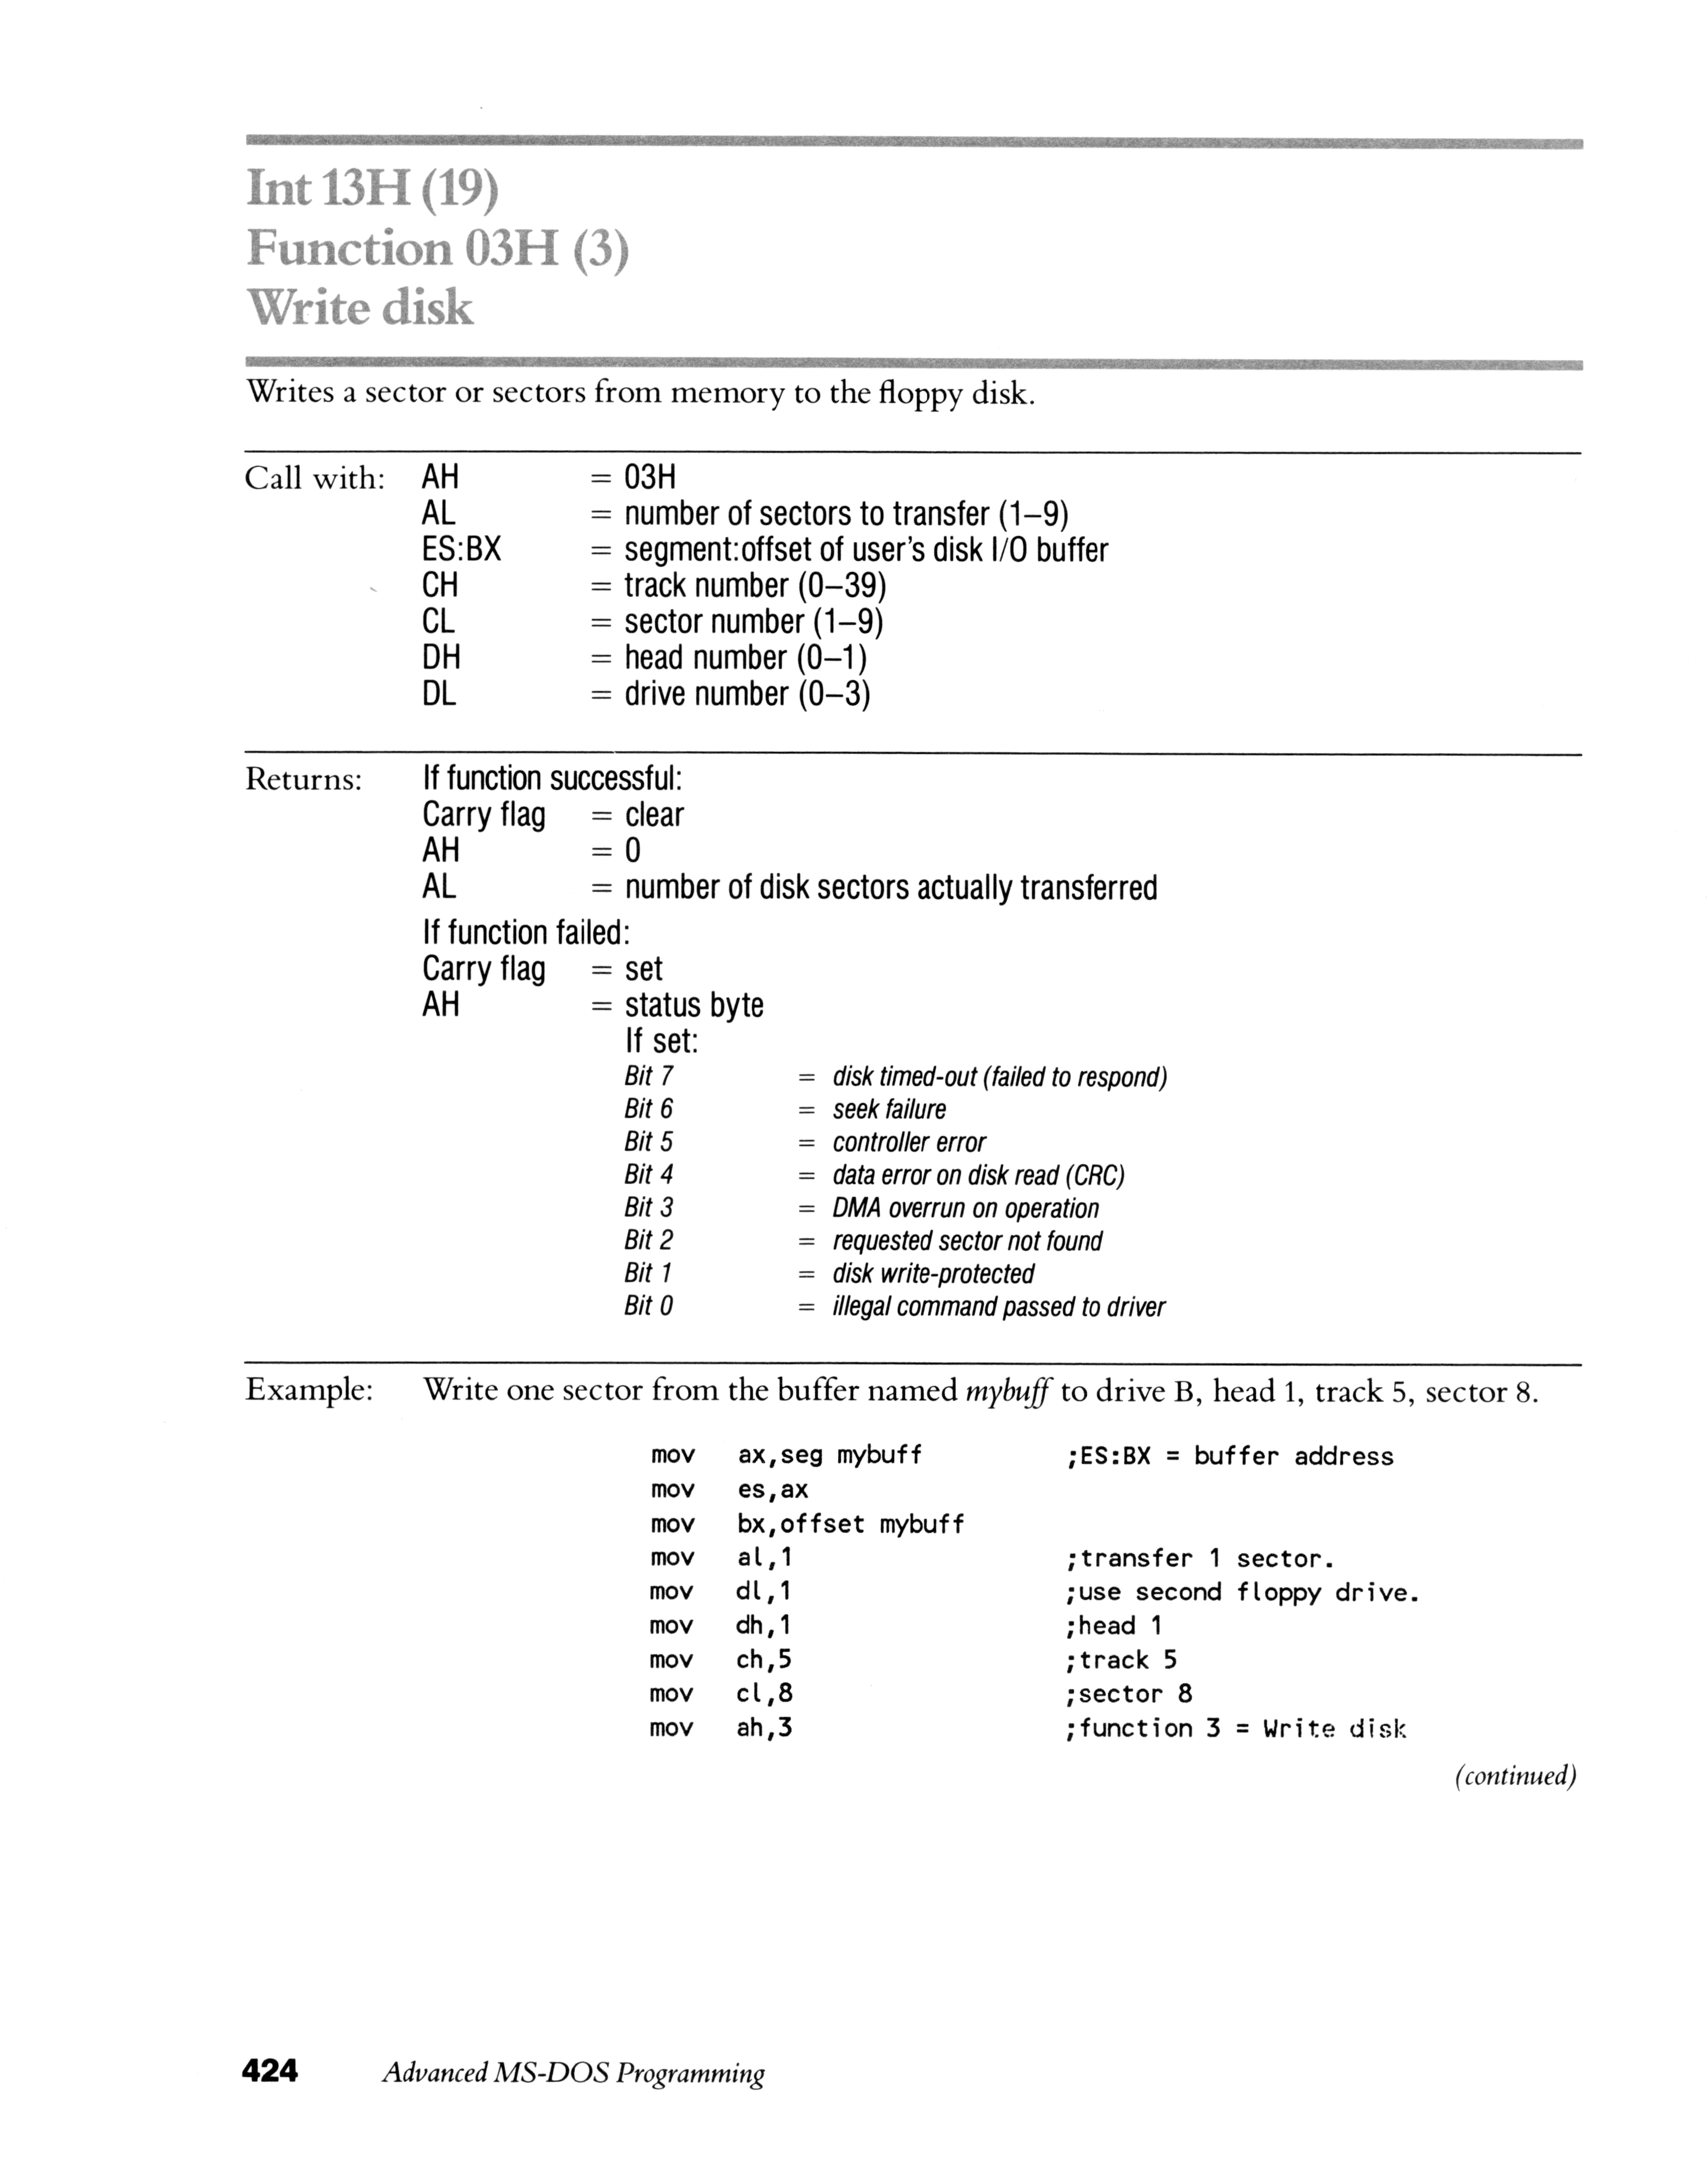 Int 13H (19)
Function 03H (3)
Write disk
Writes a sector or sectors from memory to the floppy disk.
Call with: AH = 03H
AL = number of sectors to transfer (1–9)
ES:BX = segment:offset of user's disk I/O buffer
CH = track number (0–39)
CL = sector number (1–9)
DH = head number (0–1)
DL = drive number (0–3)
Returns: If function successful:
Carry flag = clear
AH = 0
AL = number of disk sectors actually transferred
If function failed:
Carry flag = set
AH = status byte
If set:
Bit 7 = disk timed-out (failed to respond)
Bit 6 = seek failure
Bit 5 = controller error
Bit 4 = data error on disk read (CRC)
Bit 3 = DMA overrun on operation
Bit 2 = requested sector not found
Bit 1 = disk write-protected
Bit 0 = illegal command passed to driver
Example: Write one sector from the buffer named mybuff to drive B, head 1, track 5, sector 8.
mov ax,seg mybuff ;ES:BX = buffer address
mov es,ax
mov bx,offset mybuff
mov al,1 ;transfer 1 sector.
mov dl,1 ;use second floppy drive.
mov dh,1 ;head 1
mov ch,5 ;track 5
mov cl,8 ;sector 8
mov ah,3 ;function 3 = Write disk
(continued)
424 Advanced MS-DOS Programming